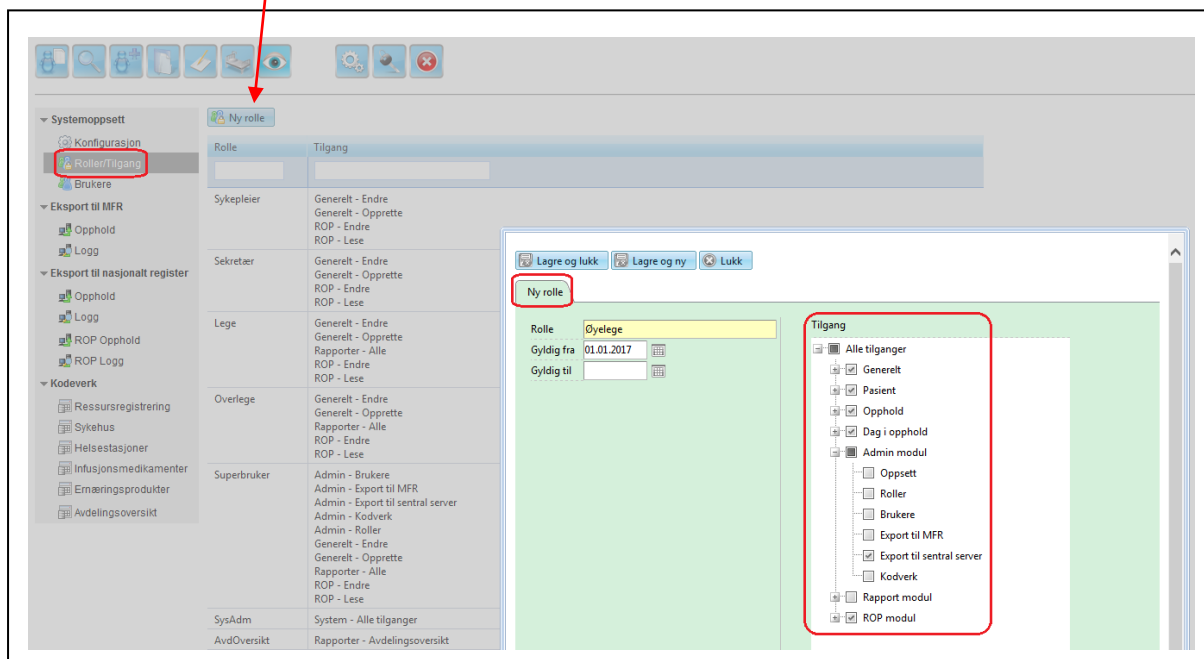 Systemoppsett
Konfigurasjon
Roller/Tilgang
Brukere
Eksport til MFR
Opphold
Logg
Eksport til nasjonalt register
Opphold
Logg
ROP Opphold
ROP Logg
Kodeverk
Ressursregistrering
Sykehus
Helsestasjoner
Infusjonsmedikamenter
Ernæringsprodukter
Avdelingsoversikt
Ny rolle
Rolle Tilgang
Sykepleier Generelt - Endre
Generelt - Opprette
ROP - Endre
ROP - Lese
Sekretær Generelt - Endre
Generelt - Opprette
ROP - Endre
ROP - Lese
Lege Generelt - Endre
Generelt - Opprette
Rapporter - Alle
ROP - Endre
ROP - Lese
Overlege Generelt - Endre
Generelt - Opprette
Rapporter - Alle
ROP - Endre
ROP - Lese
Superbruker Admin - Brukere
Admin - Export til MFR
Admin - Export til sentral server
Admin - Kodverk
Admin - Roller
Generelt - Endre
Generelt - Opprette
Rapporter - Alle
ROP - Endre
ROP - Lese
SysAdm System - Alle tilganger
AvdOversikt Rapporter - Avdelingsoversikt
Lagre og lukk Lagre og ny Lukk
Ny rolle
Rolle Øyelege
Gyldig fra 01.01.2017
Gyldig til
Tilgang
Alle tilganger
Generelt
Pasient
Opphold
Dag i opphold
Admin modul
Oppsett
Roller
Brukere
Export til MFR
Export til sentral server
Kodverk
Rapport modul
ROP modul